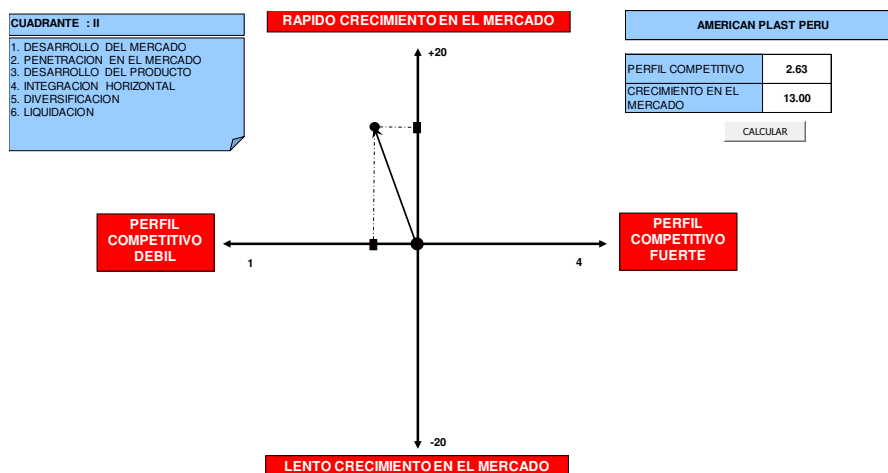 CUADRANTE : II
1. DESARROLLO DEL MERCADO
2. PENETRACION EN EL MERCADO
3. DESARROLLO DEL PRODUCTO
4. INTEGRACION HORIZONTAL
5. DIVERSIFICACION
6. LIQUIDACION
RAPIDO CRECIMIENTO EN EL MERCADO
+20
AMERICAN PLAST PERU
PERFIL COMPETITIVO 2.63
CRECIMIENTO EN EL
MERCADO 13.00
CALCULAR
PERFIL
COMPETITIVO
DEBIL
1
4
PERFIL
COMPETITIVO
FUERTE
-20
LENTO CRECIMIENTO EN EL MERCADO